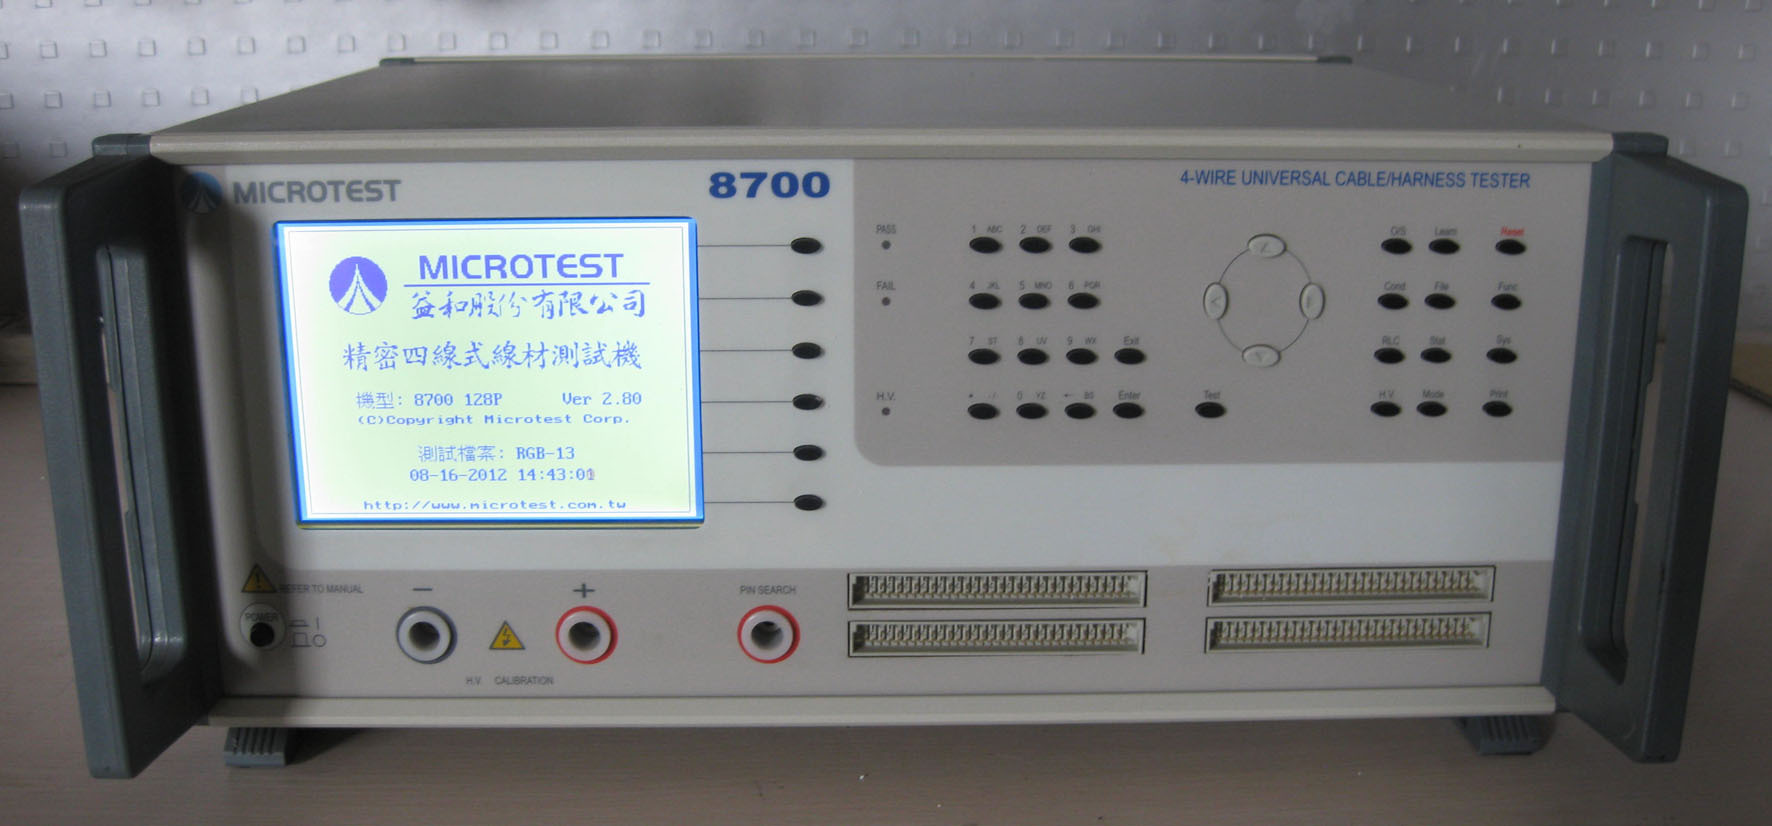 MICROTEST
8700
4-WIRE UNIVERSAL CABLE/HARNESS TESTER
MICROTEST
益和股份有限公司
精密四線式線材測試機
機型: 8700 128P Ver 2.80
(C)Copyright Microtest Corp.
測試檔案: RGB-13
08-16-2012 14:43:01
http://www.microtest.com.tw
PASS
FAIL
H.V.
1 ABC 2 DEF 3 GHI
4 JKL 5 MNO 6 PQR
7 ST 8 UV 9 WX Exit
* -/ 0 YZ ← BS Enter Test
O/S Learn Reset
Cond File Func
RLC Stat Sys
H.V. Mode Print
REFER TO MANUAL
POWER
− +
PIN SEARCH
H.V. CALIBRATION